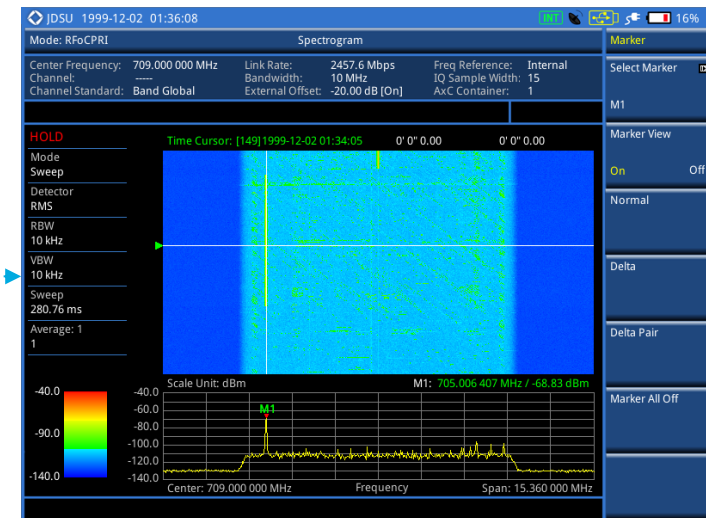 JDSU 1999-12-02 01:36:08 INT 16%
Mode: RFoCPRI Spectrogram
Center Frequency: 709.000 000 MHz Link Rate: 2457.6 Mbps Freq Reference: Internal
Channel: ----- Bandwidth: 10 MHz IQ Sample Width: 15
Channel Standard: Band Global External Offset: -20.00 dB [On] AxC Container: 1
HOLD
Mode
Sweep
Detector
RMS
RBW
10 kHz
VBW
10 kHz
Sweep
280.76 ms
Average: 1
1
-40.0
-90.0
-140.0
Time Cursor: [149]1999-12-02 01:34:05 0' 0" 0.00 0' 0" 0.00
Scale Unit: dBm M1: 705.006 407 MHz / -68.83 dBm
-40.0
-60.0
-80.0
-100.0
-120.0
-140.0
M1
Center: 709.000 000 MHz Frequency Span: 15.360 000 MHz
Marker
Select Marker
M1
Marker View
On Off
Normal
Delta
Delta Pair
Marker All Off